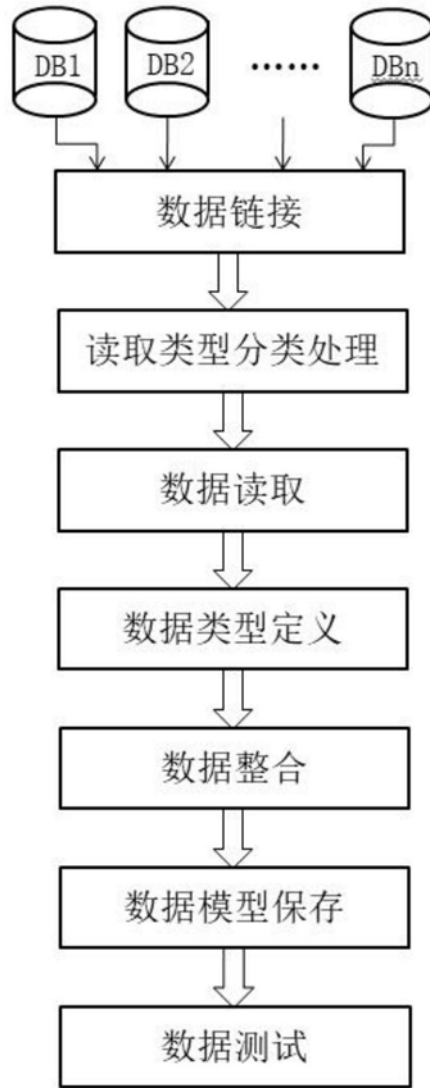 DB1 DB2 …… DBn
数据链接
读取类型分类处理
数据读取
数据类型定义
数据整合
数据模型保存
数据测试